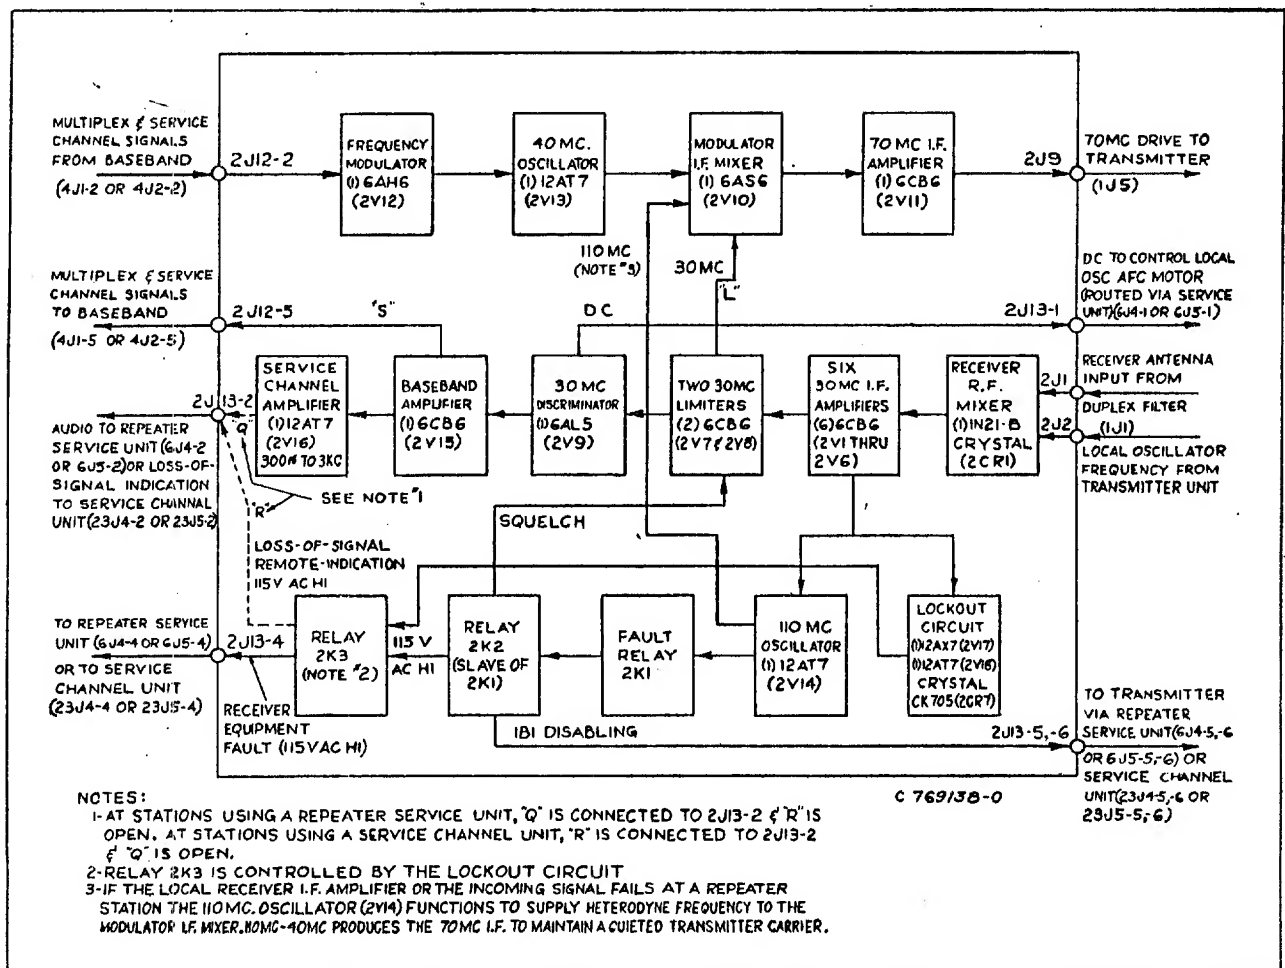 MULTIPLEX & SERVICE
CHANNEL SIGNALS
FROM BASEBAND
(4J1-2 OR 4J2-2)
2J12-2
FREQUENCY
MODULATOR
(1) 6AH6
(2V12)
40 MC.
OSCILLATOR
(1) 12AT7
(2V13)
MODULATOR
I.F. MIXER
(1) 6AS6
(2V10)
70 MC I.F.
AMPLIFIER
(1) 6CB6
(2V11)
2J9
70MC DRIVE TO
TRANSMITTER
(1J5)
110 MC
(NOTE #3)
30 MC
"L"
MULTIPLEX & SERVICE
CHANNEL SIGNALS
TO BASEBAND
(4J1-5 OR 4J2-5)
2J12-5
"S"
DC
2J13-1
DC TO CONTROL LOCAL
OSC AFC MOTOR
(ROUTED VIA SERVICE
UNIT)(6J4-1 OR 6J5-1)
2J13-2
"Q"
SERVICE
CHANNEL
AMPLIFIER
(1) 12AT7
(2V16)
300~ TO 3KC
BASEBAND
AMPUFIER
(1) 6CB6
(2V15)
30 MC
DISCRIMINATOR
(1) 6AL5
(2V9)
TWO 30MC
LIMITERS
(2) 6CB6
(2V7 & 2V8)
SIX
30 MC I.F.
AMPLIFIERS
(6) 6CB6
(2V1 THRU
2V6)
RECEIVER
R.F.
MIXER
(1) 1N21-B
CRYSTAL
(2CR1)
2J1
RECEIVER ANTENNA
INPUT FROM
DUPLEX FILTER
(1J1)
2J2
LOCAL OSCILLATOR
FREQUENCY FROM
TRANSMITTER UNIT
AUDIO TO REPEATER
SERVICE UNIT (6J4-2
OR 6J5-2) OR LOSS-OF-
SIGNAL INDICATION
TO SERVICE CHANNAL
UNIT (23J4-2 OR 23J5-2)
"R"
SEE NOTE #1
SQUELCH
LOSS-OF-SIGNAL
REMOTE-INDICATION
115V AC HI
TO REPEATER SERVICE
UNIT (6J4-4 OR 6J5-4)
OR TO SERVICE
CHANNEL UNIT
(23J4-4 OR 23J5-4)
2J13-4
RELAY
2K3
(NOTE #2)
115 V
AC HI
RELAY
2K2
(SLAVE OF
2K1)
FAULT
RELAY
2K1
110 MC
OSCILLATOR
(1) 12AT7
(2V14)
LOCKOUT
CIRCUIT
(1)12AX7 (2V17)
(1)12AT7 (2V18)
CRYSTAL
CK705 (2CR7)
RECEIVER
EQUIPMENT
FAULT (115VAC HI)
1B1 DISABLING
2J13-5,-6
TO TRANSMITTER
VIA REPEATER
SERVICE UNIT (6J4-5,-6
OR 6J5-5,-6) OR
SERVICE CHANNEL
UNIT (23J4-5,-6 OR
23J5-5,-6)
C 769138-0
NOTES:
1-AT STATIONS USING A REPEATER SERVICE UNIT, "Q" IS CONNECTED TO 2J13-2 & "R" IS
OPEN. AT STATIONS USING A SERVICE CHANNEL UNIT, "R" IS CONNECTED TO 2J13-2
& "Q" IS OPEN.
2-RELAY 2K3 IS CONTROLLED BY THE LOCKOUT CIRCUIT
3-IF THE LOCAL RECEIVER I.F. AMPLIFIER OR THE INCOMING SIGNAL FAILS AT A REPEATER
STATION THE 110 MC. OSCILLATOR (2V14) FUNCTIONS TO SUPPLY HETERODYNE FREQUENCY TO THE
MODULATOR I.F. MIXER. 110MC-40MC PRODUCES THE 70MC I.F. TO MAINTAIN A CUIETED TRANSMITTER CARRIER.